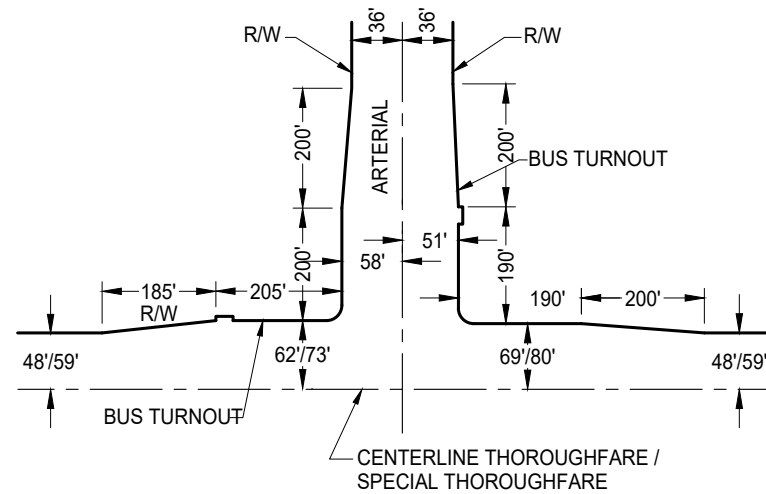 36'
36'
R/W
R/W
200'
ARTERIAL
200'
BUS TURNOUT
51'
200'
58'
190'
185'
205'
190'
200'
R/W
48'/59'
62'/73'
69'/80'
48'/59'
BUS TURNOUT
CENTERLINE THOROUGHFARE /
SPECIAL THOROUGHFARE